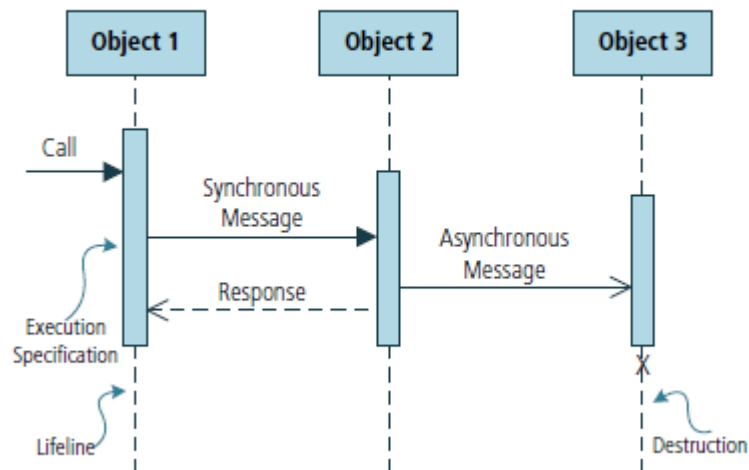 Object 1
Object 2
Object 3
Call
Synchronous
Message
Asynchronous
Message
Response
Execution
Specification
Lifeline
X
Destruction